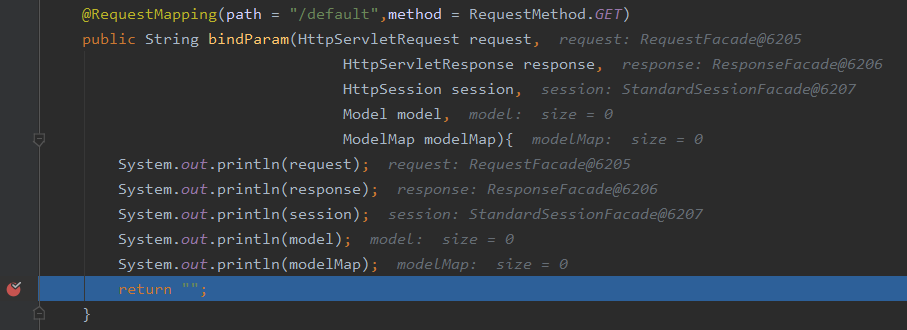 @RequestMapping(path = "/default",method = RequestMethod.GET)
public String bindParam(HttpServletRequest request, request: RequestFacade@6205
HttpServletResponse response, response: ResponseFacade@6206
HttpSession session, session: StandardSessionFacade@6207
Model model, model: size = 0
ModelMap modelMap){ modelMap: size = 0
System.out.println(request); request: RequestFacade@6205
System.out.println(response); response: ResponseFacade@6206
System.out.println(session); session: StandardSessionFacade@6207
System.out.println(model); model: size = 0
System.out.println(modelMap); modelMap: size = 0
return "";
}